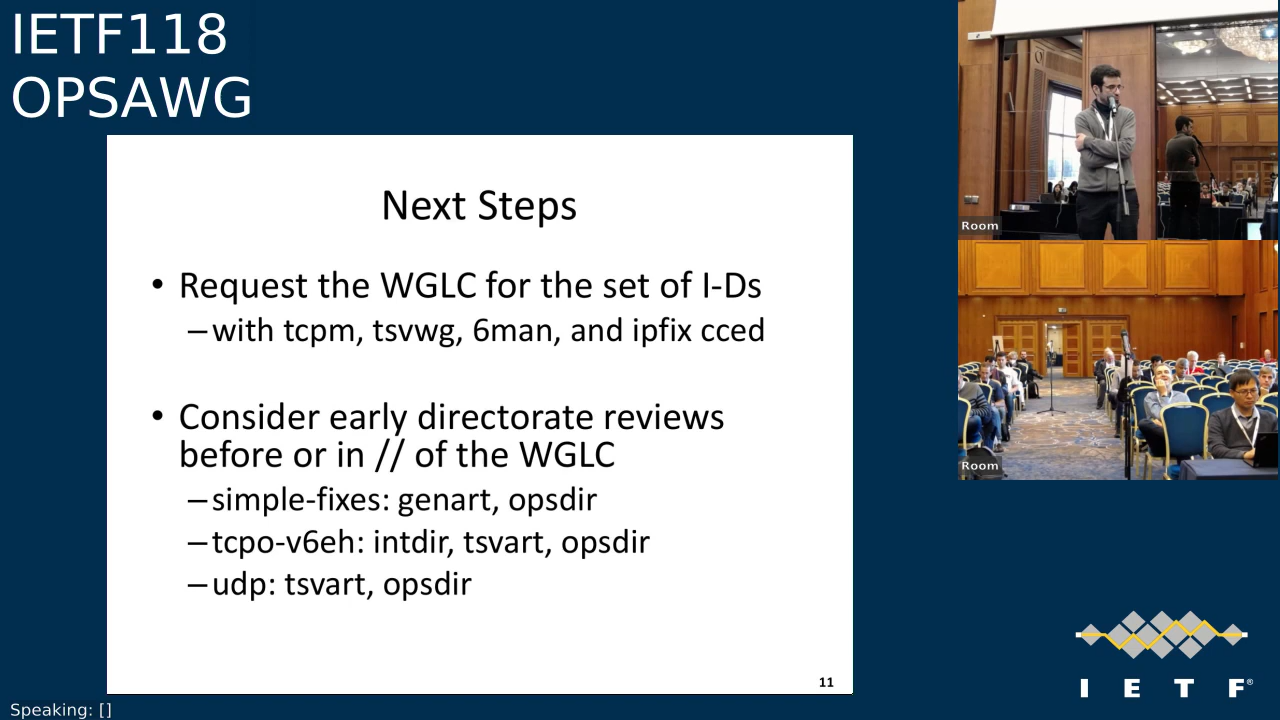 IETF118
OPSAWG
Next Steps
• Request the WGLC for the set of I-Ds
–with tcpm, tsvwg, 6man, and ipfix cced
• Consider early directorate reviews
before or in // of the WGLC
–simple-fixes: genart, opsdir
–tcpo-v6eh: intdir, tsvart, opsdir
–udp: tsvart, opsdir
11
Room
Room
I E T F®
Speaking: []